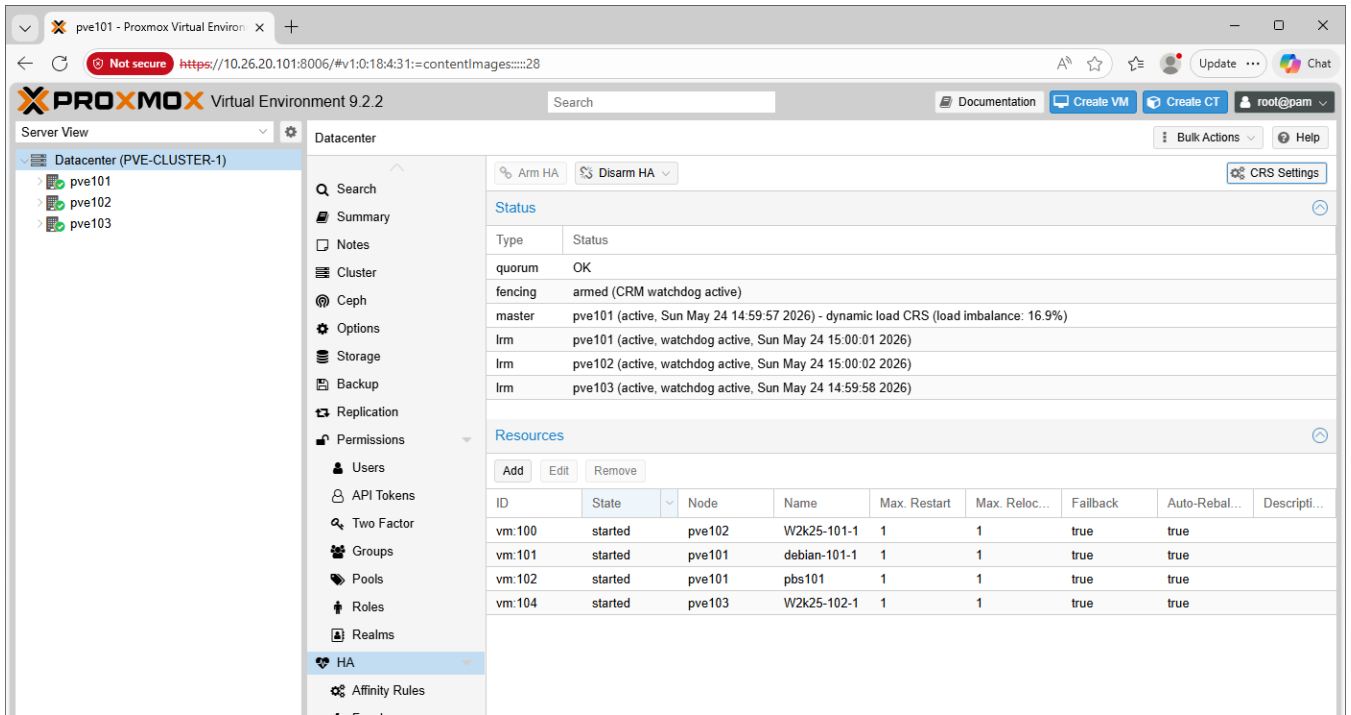 pve101 - Proxmox Virtual Environ
Not secure https://10.26.20.101:8006/#v1:0:18:4:31:=contentImages:::::28
Update
Chat
PROXMOX Virtual Environment 9.2.2
Search
Documentation
Create VM
Create CT
root@pam
Server View
Datacenter (PVE-CLUSTER-1)
pve101
pve102
pve103
Datacenter
Bulk Actions
Help
Search
Summary
Notes
Cluster
Ceph
Options
Storage
Backup
Replication
Permissions
Users
API Tokens
Two Factor
Groups
Pools
Roles
Realms
HA
Affinity Rules
Arm HA
Disarm HA
CRS Settings
Status
Type Status
quorum OK
fencing armed (CRM watchdog active)
master pve101 (active, Sun May 24 14:59:57 2026) - dynamic load CRS (load imbalance: 16.9%)
lrm pve101 (active, watchdog active, Sun May 24 15:00:01 2026)
lrm pve102 (active, watchdog active, Sun May 24 15:00:02 2026)
lrm pve103 (active, watchdog active, Sun May 24 14:59:58 2026)
Resources
Add Edit Remove
ID State Node Name Max. Restart Max. Reloc... Failback Auto-Rebal... Descripti...
vm:100 started pve102 W2k25-101-1 1 1 true true
vm:101 started pve101 debian-101-1 1 1 true true
vm:102 started pve101 pbs101 1 1 true true
vm:104 started pve103 W2k25-102-1 1 1 true true